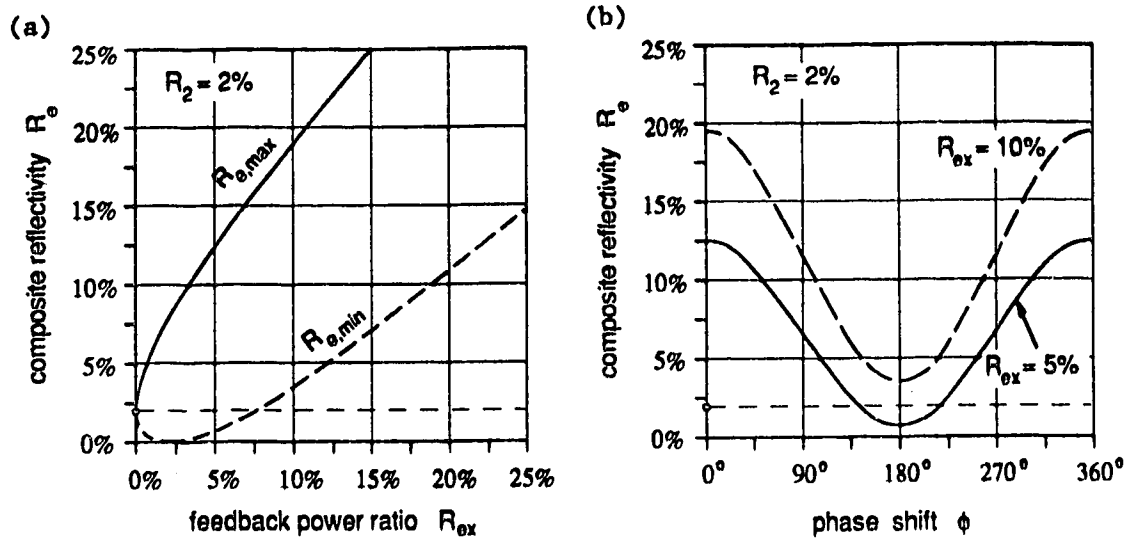 (a)
25%
20%
15%
10%
5%
0%
composite reflectivity Re
R2 = 2%
Re,max
Re,min
0% 5% 10% 15% 20% 25%
feedback power ratio Rex
(b)
25%
20%
15%
10%
5%
0%
composite reflectivity Re
R2 = 2%
Rex = 10%
Rex = 5%
0° 90° 180° 270° 360°
phase shift ϕ